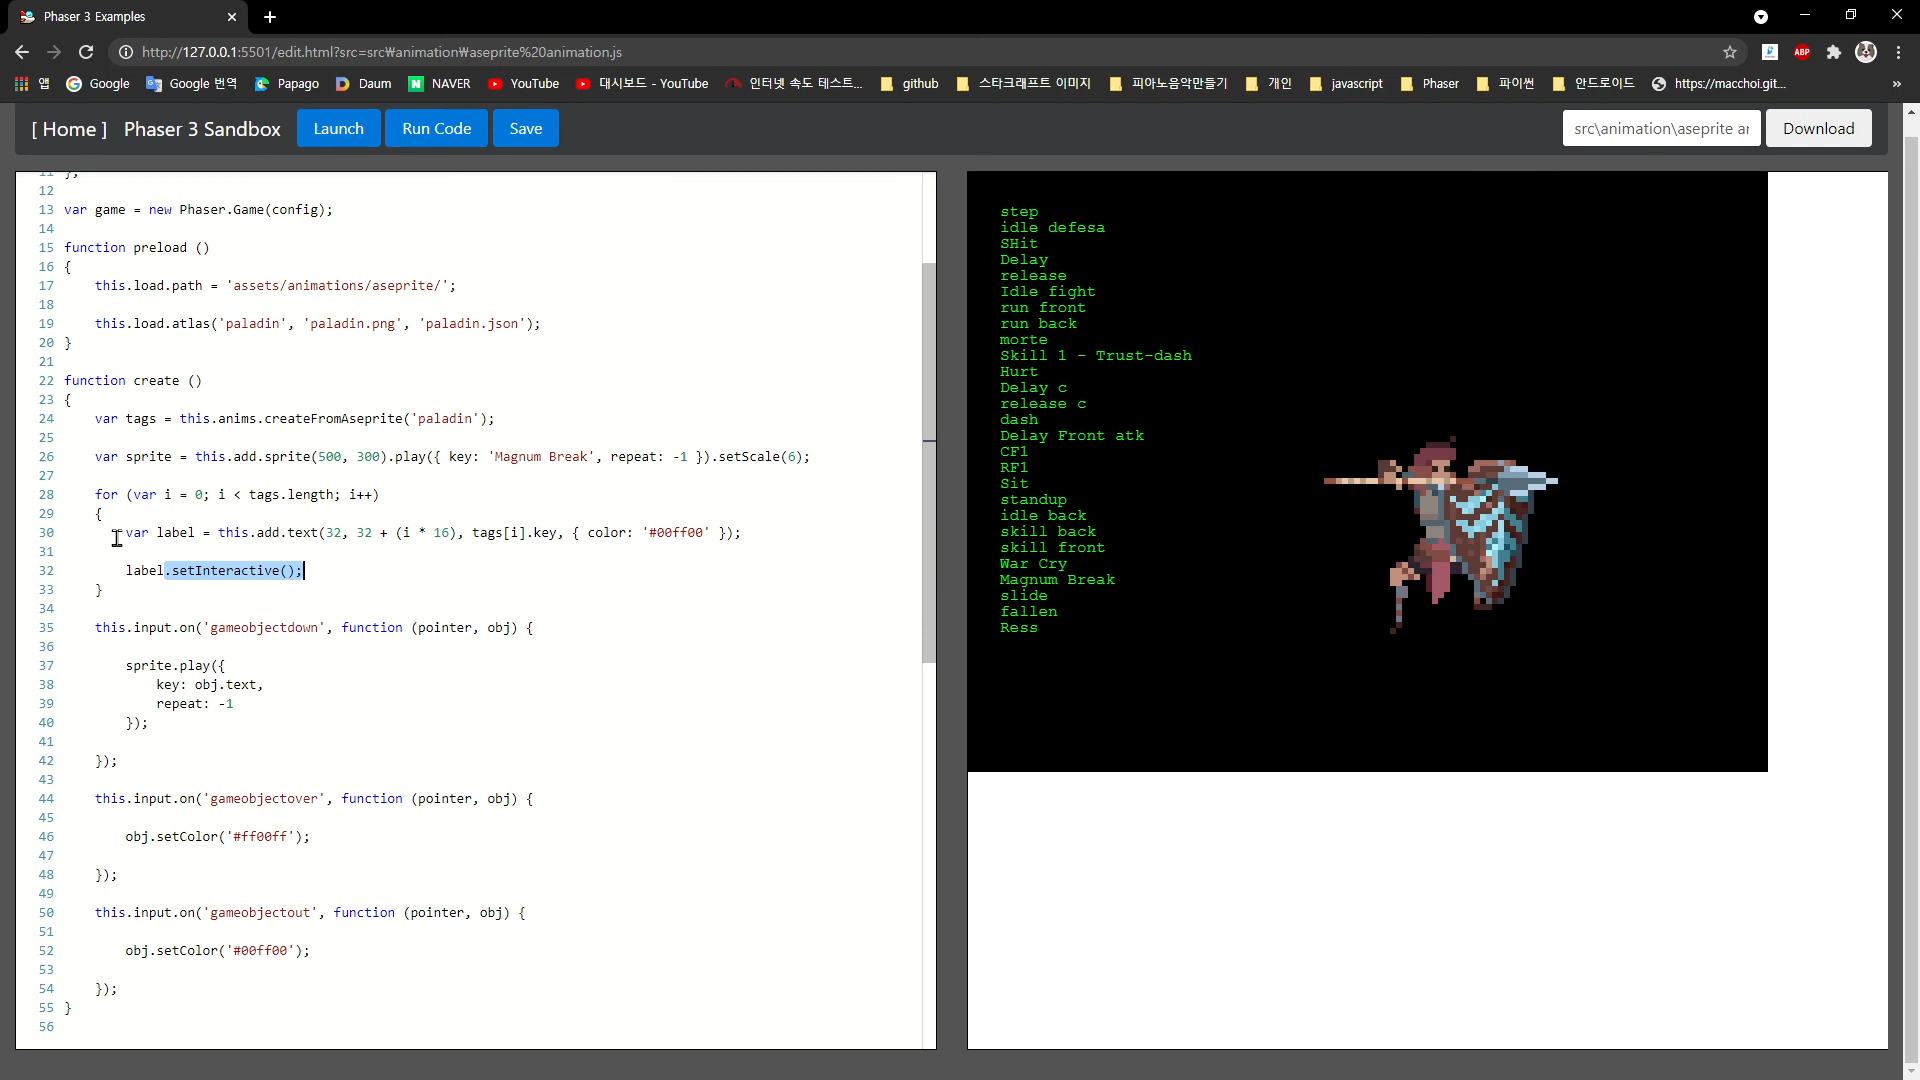 Phaser 3 Examples
http://127.0.0.1:5501/edit.html?src=src₩animation₩aseprite%20animation.js
ABP
앱 Google Google 번역 Papago Daum NAVER YouTube 대시보드 - YouTube 인터넷 속도 테스트... github 스타크래프트 이미지 피아노음악만들기 개인 javascript Phaser 파이썬 안드로이드 https://macchoi.git... »
[ Home ] Phaser 3 Sandbox Launch Run Code Save src\animation\aseprite ar Download
11 };
12
13 var game = new Phaser.Game(config);
14
15 function preload ()
16 {
17 this.load.path = 'assets/animations/aseprite/';
18
19 this.load.atlas('paladin', 'paladin.png', 'paladin.json');
20 }
21
22 function create ()
23 {
24 var tags = this.anims.createFromAseprite('paladin');
25
26 var sprite = this.add.sprite(500, 300).play({ key: 'Magnum Break', repeat: -1 }).setScale(6);
27
28 for (var i = 0; i < tags.length; i++)
29 {
30 var label = this.add.text(32, 32 + (i * 16), tags[i].key, { color: '#00ff00' });
31
32 label.setInteractive();
33 }
34
35 this.input.on('gameobjectdown', function (pointer, obj) {
36
37 sprite.play({
38 key: obj.text,
39 repeat: -1
40 });
41
42 });
43
44 this.input.on('gameobjectover', function (pointer, obj) {
45
46 obj.setColor('#ff00ff');
47
48 });
49
50 this.input.on('gameobjectout', function (pointer, obj) {
51
52 obj.setColor('#00ff00');
53
54 });
55 }
56
step
idle defesa
SHit
Delay
release
Idle fight
run front
run back
morte
Skill 1 - Trust-dash
Hurt
Delay c
release c
dash
Delay Front atk
CF1
RF1
Sit
standup
idle back
skill back
skill front
War Cry
Magnum Break
slide
fallen
Ress